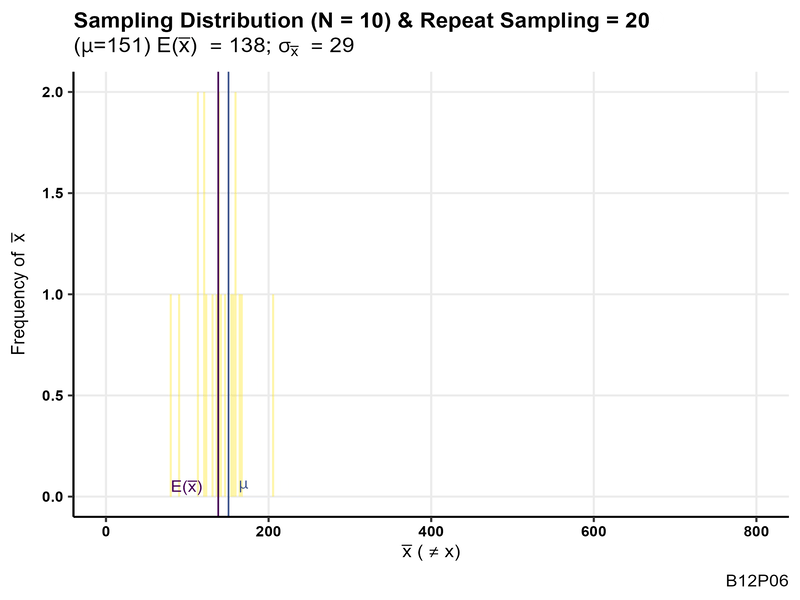 Sampling Distribution (N = 10) & Repeat Sampling = 20
(μ=151) E(x̅) = 138; σx̅ = 29
Frequency of x̅
2.0
1.5
1.0
0.5
0.0
E(x̅)
μ
0
200
400
600
800
x̅ ( ≠ x)
B12P06